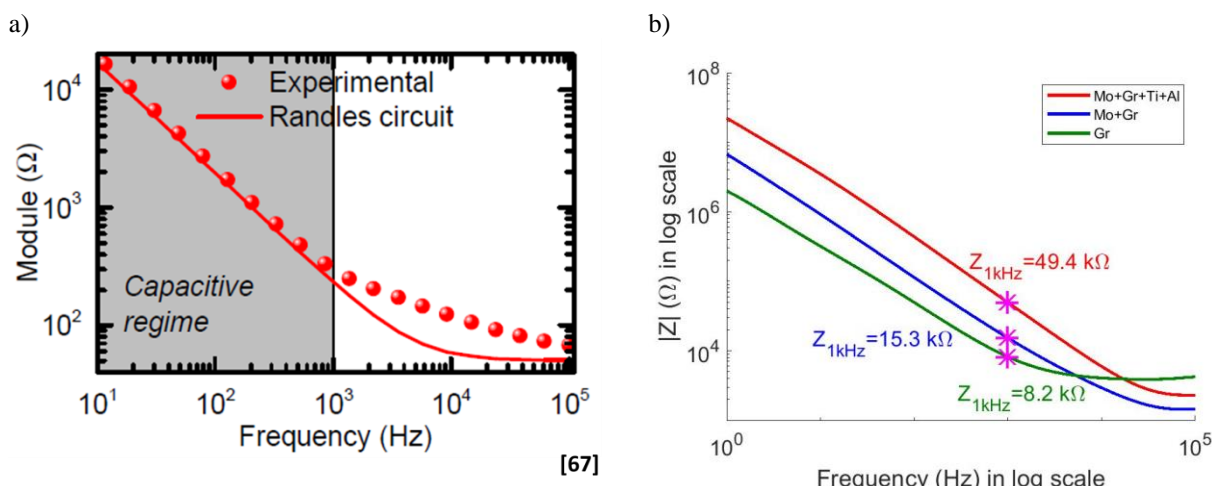 a)
10^4
10^3
10^2
Module (Ω)
Experimental
Randles circuit
Capacitive
regime
10^1 10^2 10^3 10^4 10^5
Frequency (Hz)
[67]
b)
10^8
10^6
10^4
|Z| (Ω) in log scale
Mo+Gr+Ti+Al
Mo+Gr
Gr
Z_1kHz=49.4 kΩ
Z_1kHz=15.3 kΩ
Z_1kHz=8.2 kΩ
10^0 10^5
Frequency (Hz) in log scale